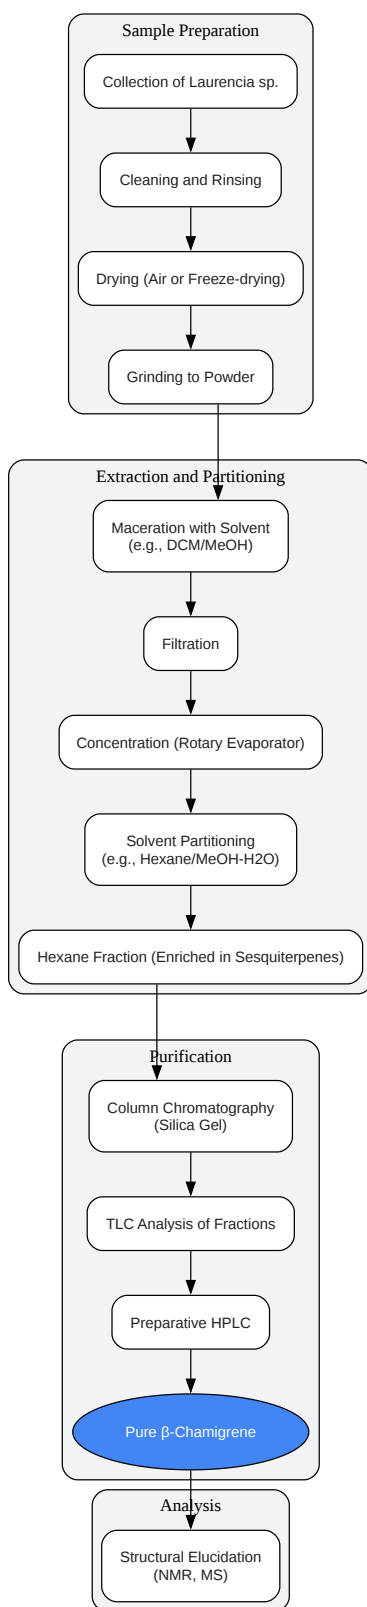 Sample Preparation
Collection of Laurencia sp.
Cleaning and Rinsing
Drying (Air or Freeze-drying)
Grinding to Powder
Extraction and Partitioning
Maceration with Solvent
(e.g., DCM/MeOH)
Filtration
Concentration (Rotary Evaporator)
Solvent Partitioning
(e.g., Hexane/MeOH-H2O)
Hexane Fraction (Enriched in Sesquiterpenes)
Purification
Column Chromatography
(Silica Gel)
TLC Analysis of Fractions
Preparative HPLC
Pure β-Chamigrene
Analysis
Structural Elucidation
(NMR, MS)